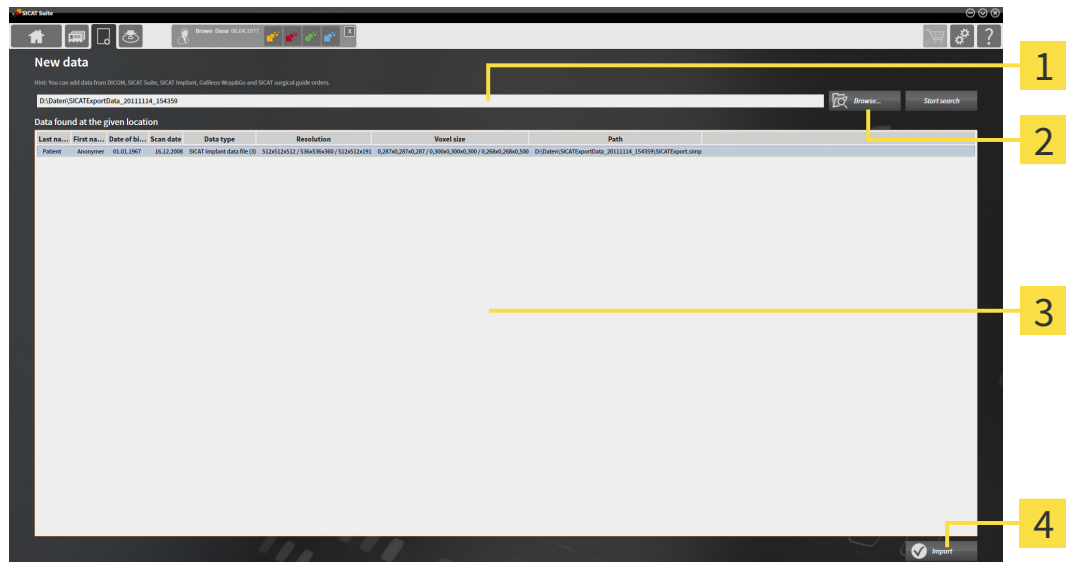 SICAT Suite
Brown Dana 06.04.1977
X
?
New data
Hint: You can add data from DICOM, SICAT Suite, SICAT Implant, Galileos Wrap&Go and SICAT surgical guide orders.
D:\Daten\SICATExportData_20111114_154359
Browse...
Start search
Data found at the given location
Last na... First na... Date of bi... Scan date Data type Resolution Voxel size Path
Patient Anonymer 01.01.1967 16.12.2008 SICAT Implant data file (3) 512x512x512 / 536x536x360 / 512x512x191 0,287x0,287x0,287 / 0,300x0,300x0,300 / 0,268x0,268x0,500 D:\Daten\SICATExportData_20111114_154359\SICATExport.simp
Import
1
2
3
4